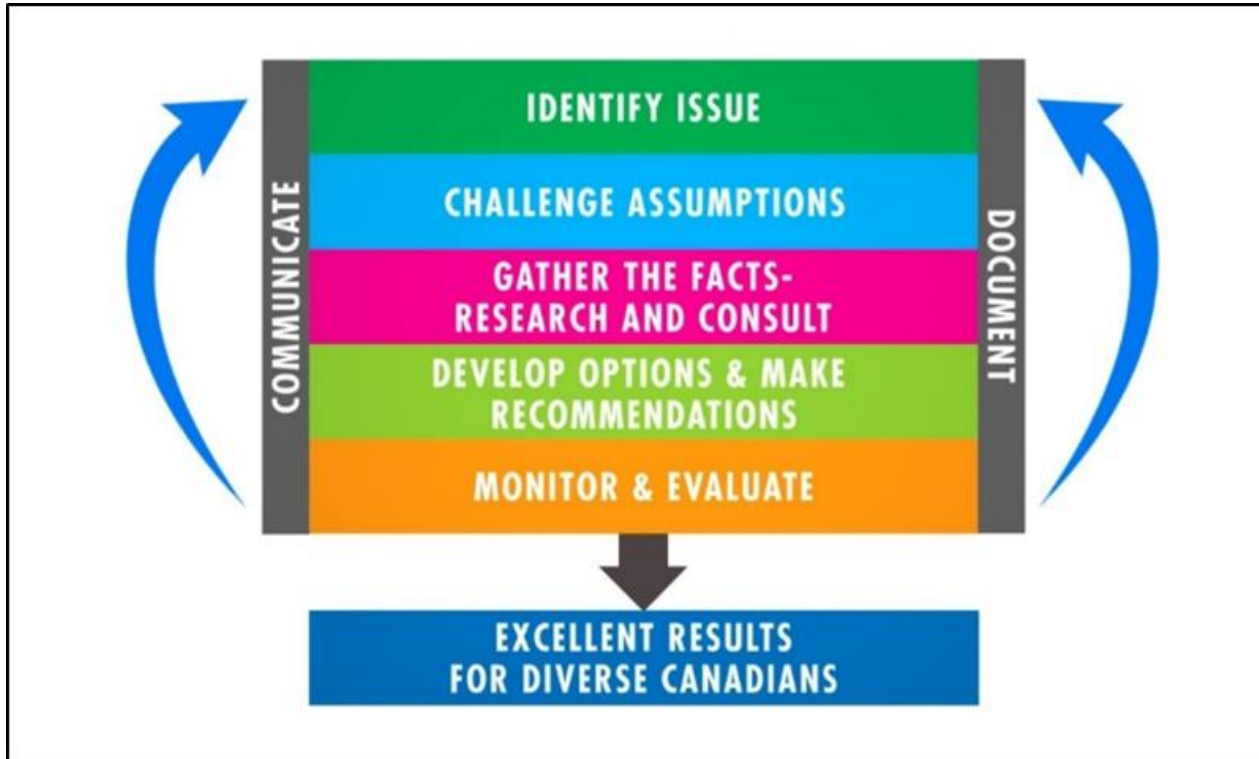 COMMUNICATE
IDENTIFY ISSUE
CHALLENGE ASSUMPTIONS
GATHER THE FACTS-
RESEARCH AND CONSULT
DEVELOP OPTIONS & MAKE
RECOMMENDATIONS
MONITOR & EVALUATE
DOCUMENT
EXCELLENT RESULTS
FOR DIVERSE CANADIANS